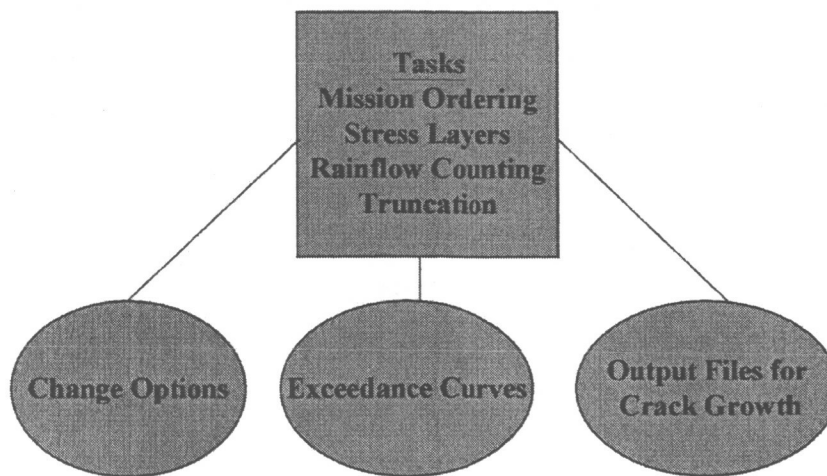 Tasks
Mission Ordering
Stress Layers
Rainflow Counting
Truncation
Change Options
Exceedance Curves
Output Files for
Crack Growth